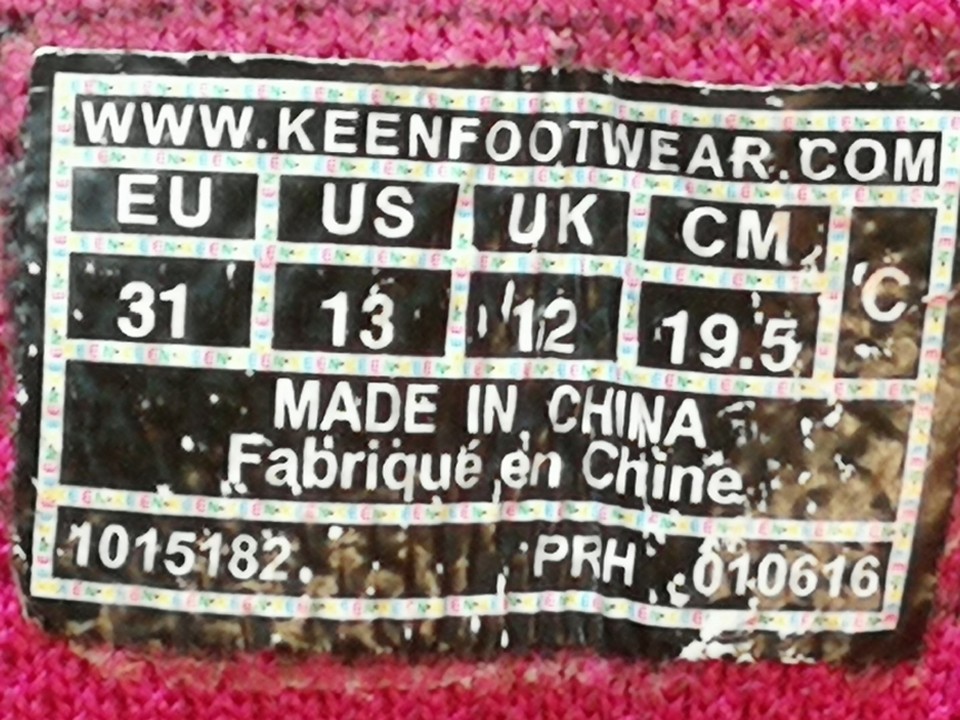 WWW.KEENFOOTWEAR.COM
EU US UK CM C
31 13 12 19.5
MADE IN CHINA
Fabriqué en Chine
1015182 PRH 010616